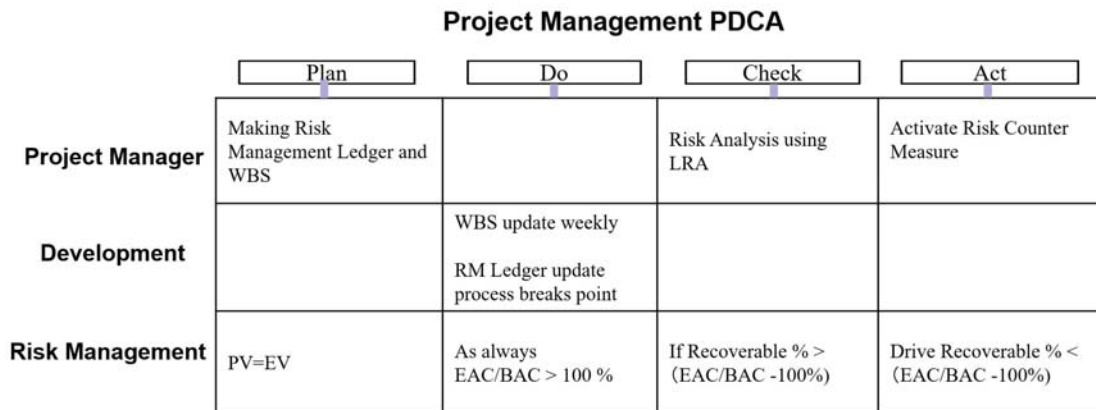 Project Management PDCA
Plan
Do
Check
Act
Project Manager
Making Risk
Management Ledger and
WBS
Risk Analysis using
LRA
Activate Risk Counter
Measure
Development
WBS update weekly
RM Ledger update
process breaks point
Risk Management
PV=EV
As always
EAC/BAC > 100 %
If Recoverable % >
(EAC/BAC -100%)
Drive Recoverable % <
(EAC/BAC -100%)